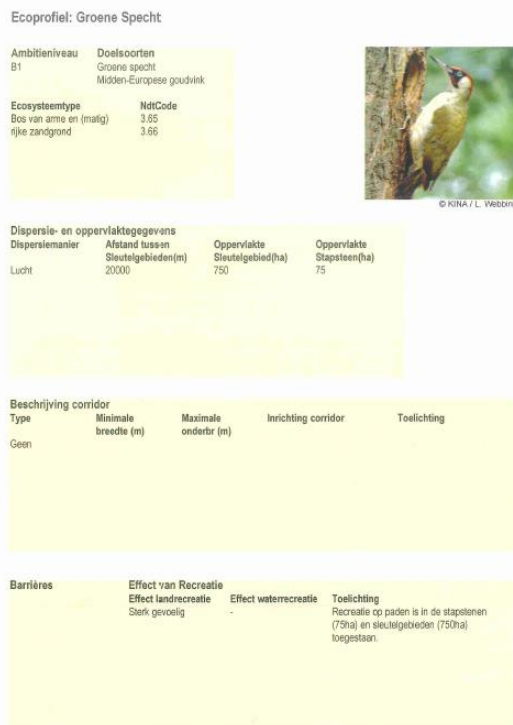 Ecoprofiel: Groene Specht
Ambitieniveau Doelsoorten
B1 Groene specht
Midden-Europese goudvink
Ecosysteemtype NdtCode
Bos van arme en (matig) 3.65
rijke zandgrond 3.66
© KINA / L. Webbin
Dispersie- en oppervlaktegegevens
Dispersiemanier Afstand tussen Oppervlakte Oppervlakte
Sleutelgebieden(m) Sleutelgebied(ha) Stapsteen(ha)
Lucht 20000 750 75
Beschrijving corridor
Type Minimale Maximale Inrichting corridor Toelichting
breedte (m) onderbr (m)
Geen
Barrières Effect van Recreatie
Effect landrecreatie Effect waterrecreatie Toelichting
Sterk gevoelig - Recreatie op paden is in de stapstenen
(75ha) en sleutelgebieden (750ha)
toegestaan.